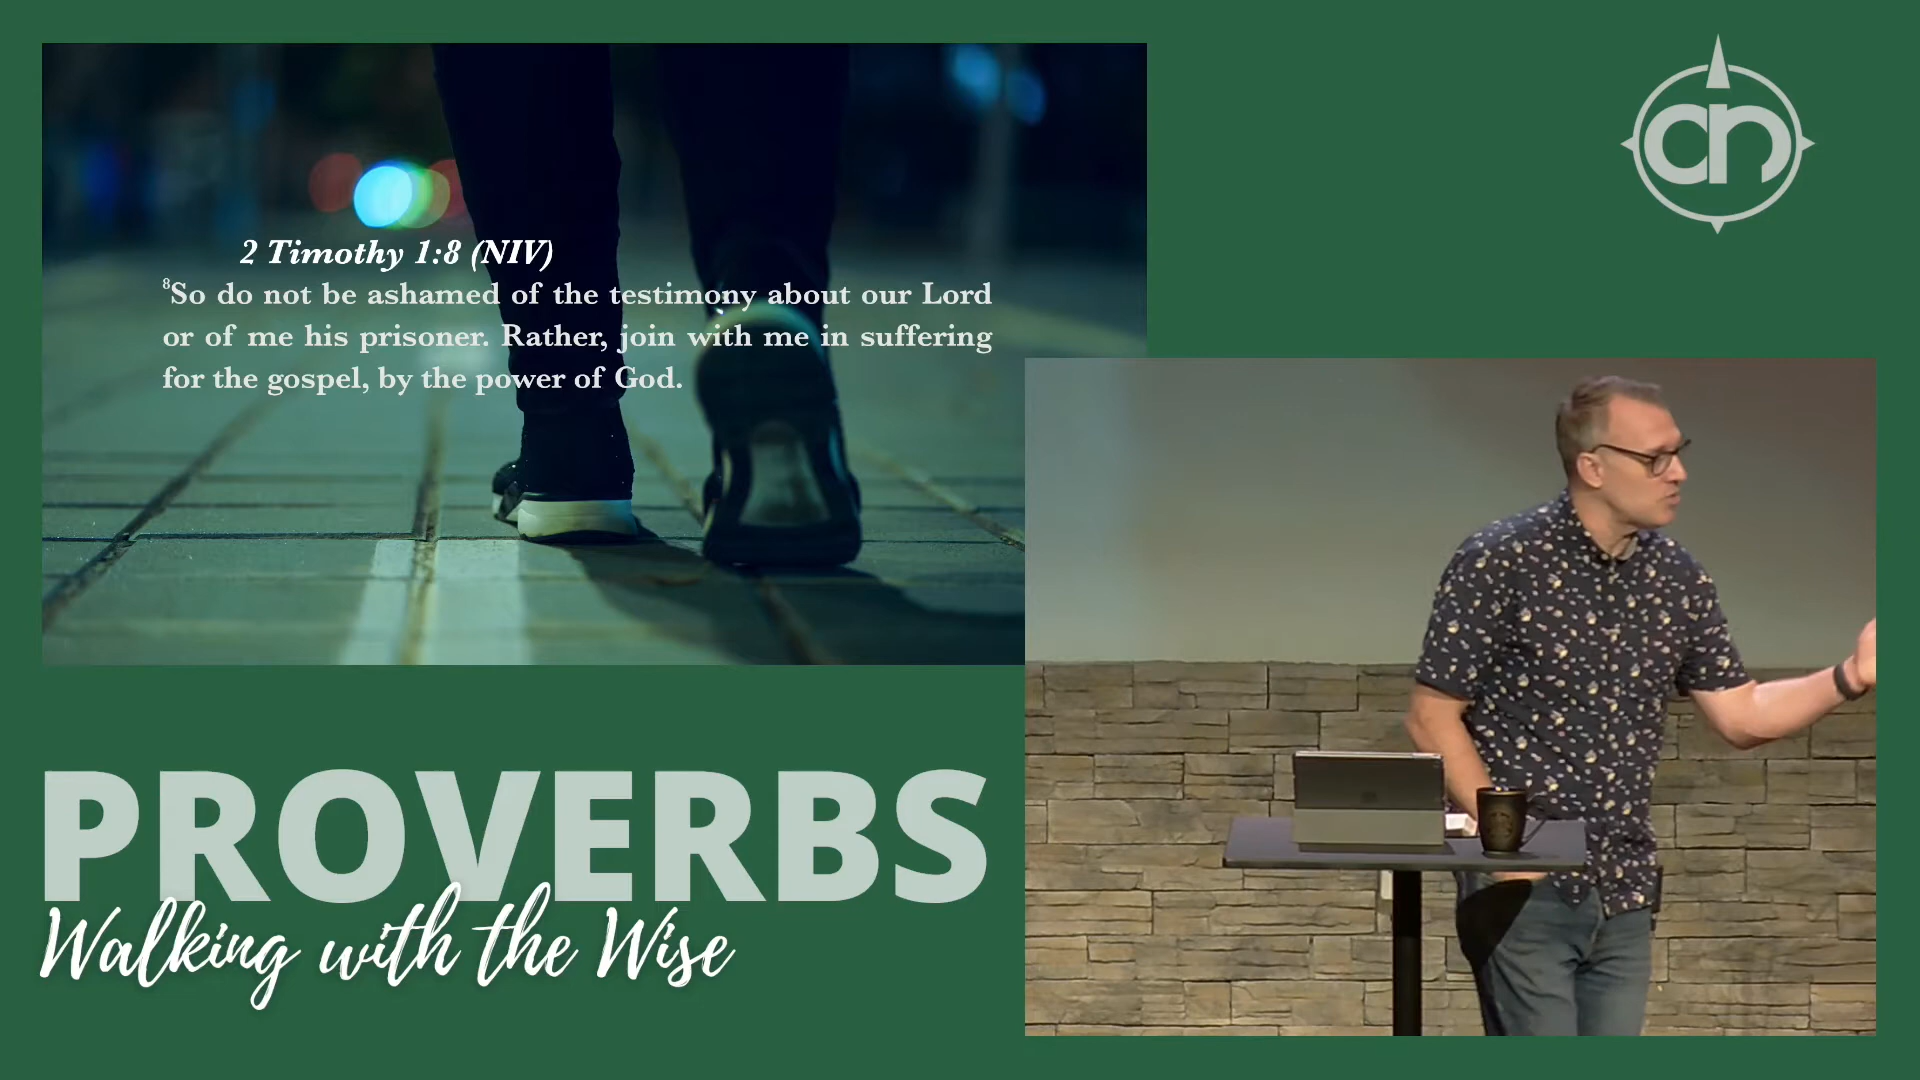 2 Timothy 1:8 (NIV)
8So do not be ashamed of the testimony about our Lord
or of me his prisoner. Rather, join with me in suffering
for the gospel, by the power of God.
cn
PROVERBS
Walking with the Wise